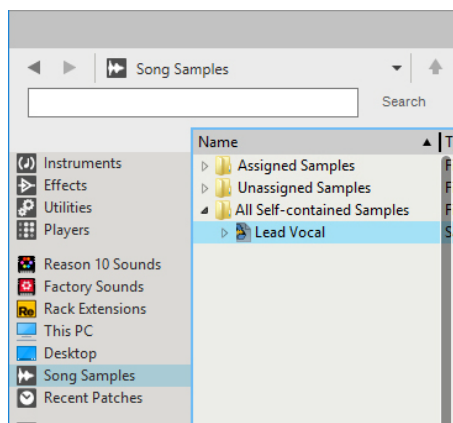 Song Samples
Search
Name
T
Instruments
Effects
Utilities
Players
Reason 10 Sounds
Factory Sounds
Re
Rack Extensions
This PC
Desktop
Song Samples
Recent Patches
Assigned Samples
F
Unassigned Samples
F
All Self-contained Samples
F
Lead Vocal
S